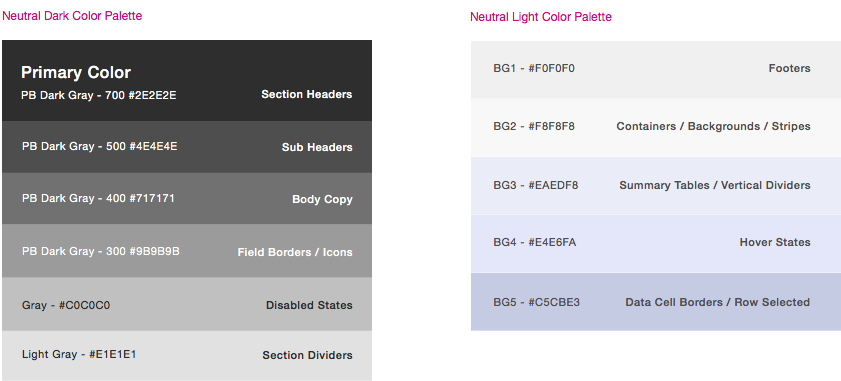 Neutral Dark Color Palette
Primary Color
PB Dark Gray - 700 #2E2E2E
Section Headers
PB Dark Gray - 500 #4E4E4E
Sub Headers
PB Dark Gray - 400 #717171
Body Copy
PB Dark Gray - 300 #9B9B9B
Field Borders / Icons
Gray - #C0C0C0
Disabled States
Light Gray - #E1E1E1
Section Dividers
Neutral Light Color Palette
BG1 - #F0F0F0
Footers
BG2 - #F8F8F8
Containers / Backgrounds / Stripes
BG3 - #EAEDF8
Summary Tables / Vertical Dividers
BG4 - #E4E6FA
Hover States
BG5 - #C5CBE3
Data Cell Borders / Row Selected